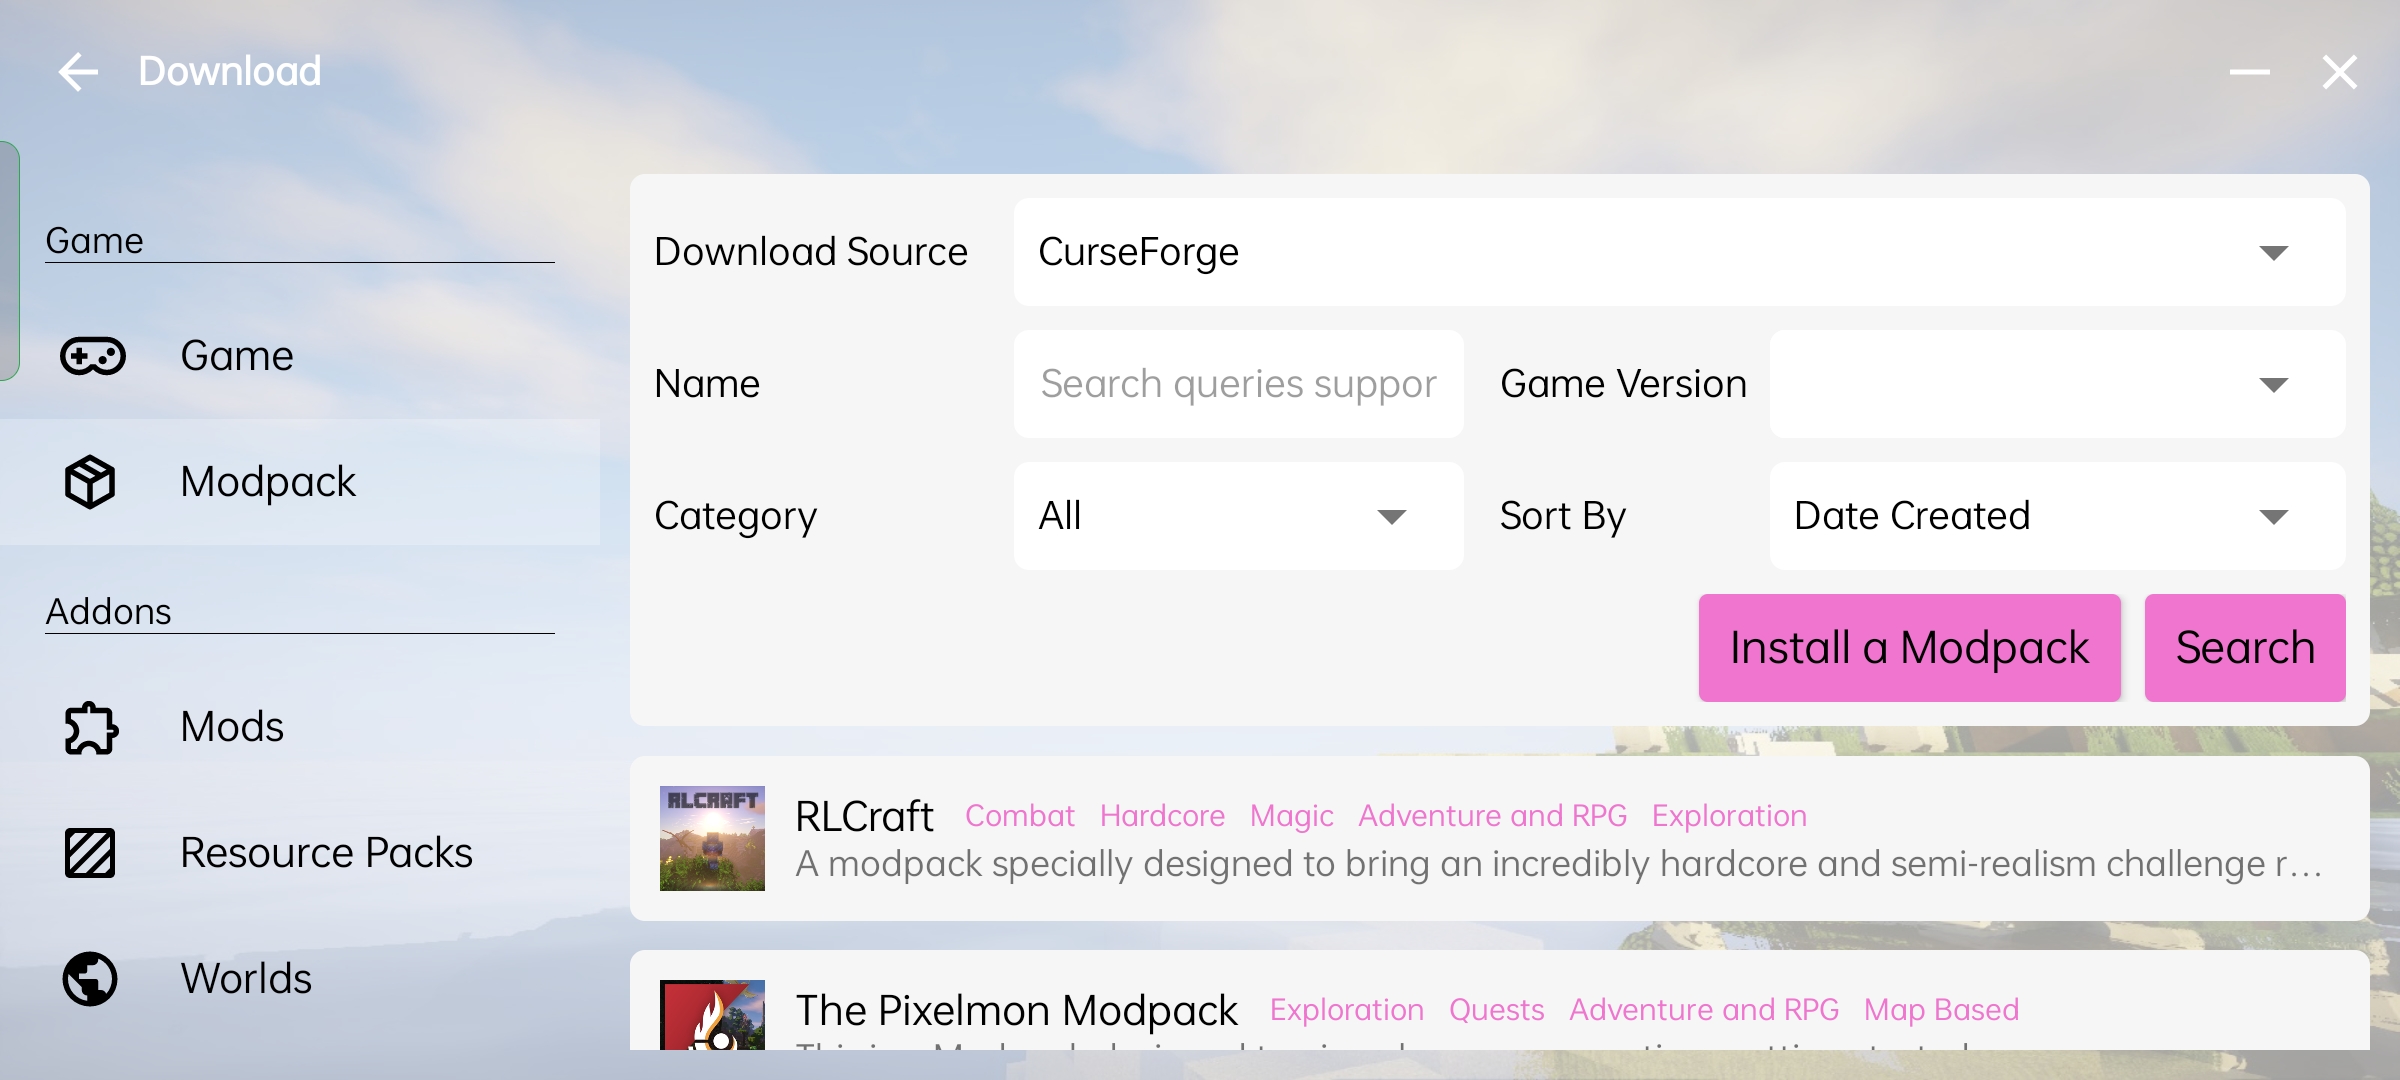 Download
Game
Game
Modpack
Addons
Mods
Resource Packs
Worlds
Download Source CurseForge
Name Search queries suppor Game Version
Category All Sort By Date Created
Install a Modpack Search
RLCRAFT
RLCraft Combat Hardcore Magic Adventure and RPG Exploration
A modpack specially designed to bring an incredibly hardcore and semi-realism challenge r...
The Pixelmon Modpack Exploration Quests Adventure and RPG Map Based